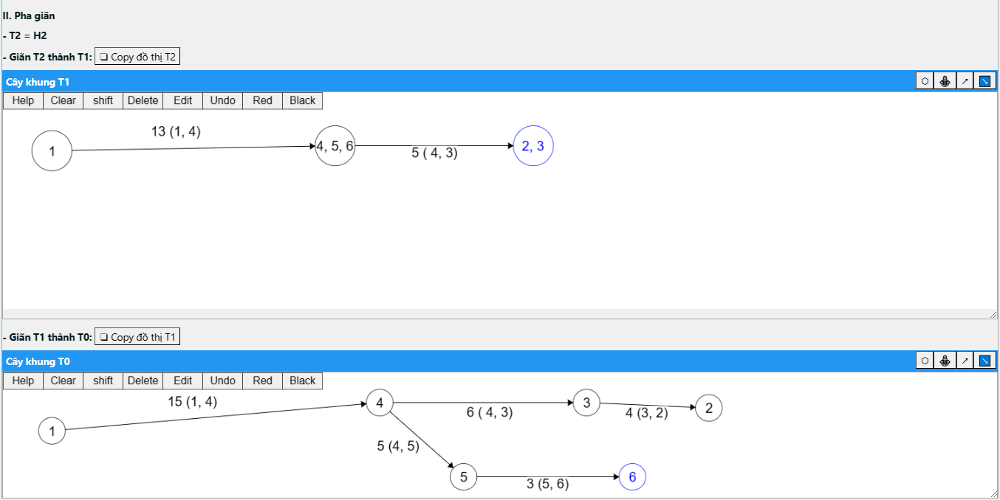 II. Pha giãn
- T2 = H2
- Giãn T2 thành T1: Copy đồ thị T2
Cây khung T1
Help Clear shift Delete Edit Undo Red Black
13 (1, 4)
1 4, 5, 6 2, 3
5 ( 4, 3)
- Giãn T1 thành T0: Copy đồ thị T1
Cây khung T0
Help Clear shift Delete Edit Undo Red Black
15 (1, 4) 4 3
6 ( 4, 3) 4 (3, 2) 2
1
5 (4, 5)
5 6
3 (5, 6)